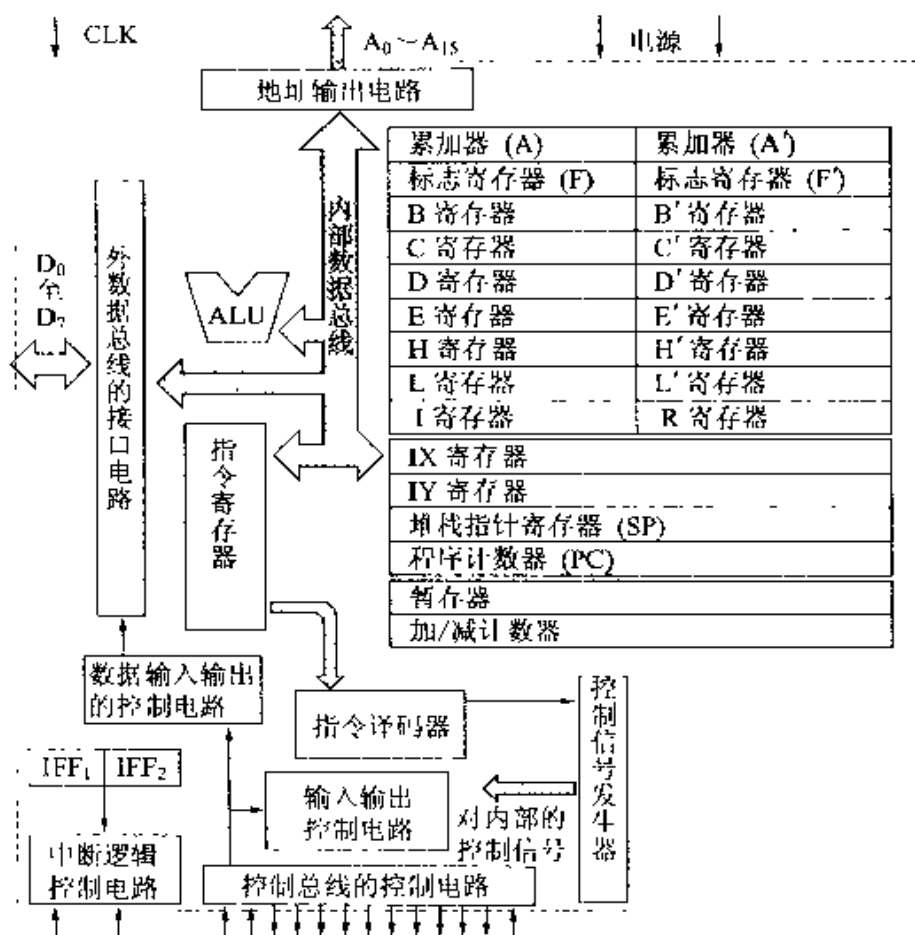 CLK
A₀～A₁₅
电源
地址输出电路
累加器 (A)
累加器 (A′)
标志寄存器 (F)
标志寄存器 (F′)
B 寄存器
B′ 寄存器
C 寄存器
C′ 寄存器
D 寄存器
D′ 寄存器
E 寄存器
E′ 寄存器
H 寄存器
H′ 寄存器
L 寄存器
L′ 寄存器
I 寄存器
R 寄存器
IX 寄存器
IY 寄存器
堆栈指针寄存器 (SP)
程序计数器 (PC)
暂存器
加/减计数器
内部数据总线
ALU
D₀
至
D₇
外数据总线的接口电路
指令寄存器
数据输入输出
的控制电路
指令译码器
控制信号发生器
IFF₁
IFF₂
输入输出
控制电路
对内部的
控制信号
中断逻辑
控制电路
控制总线的控制电路